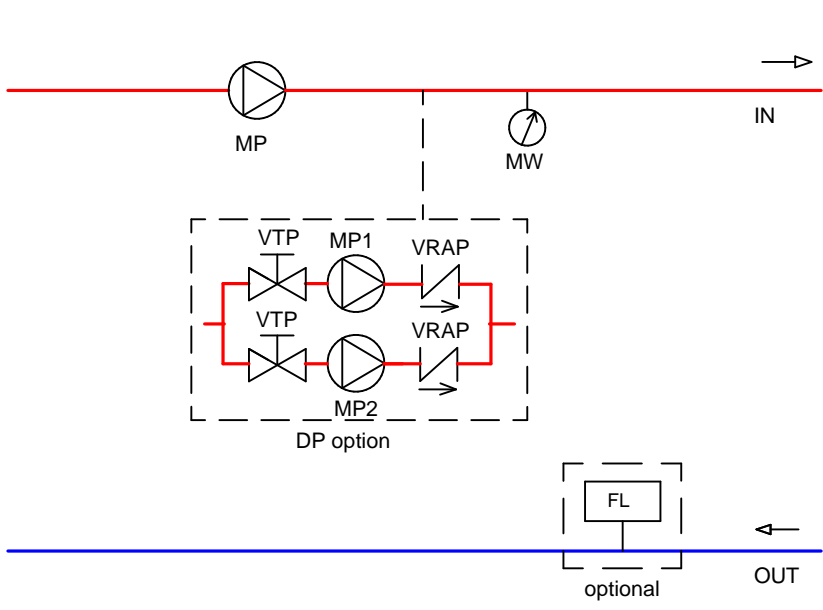 IN
MP
MW
VTP
MP1
VRAP
VTP
VRAP
MP2
DP option
FL
OUT
optional